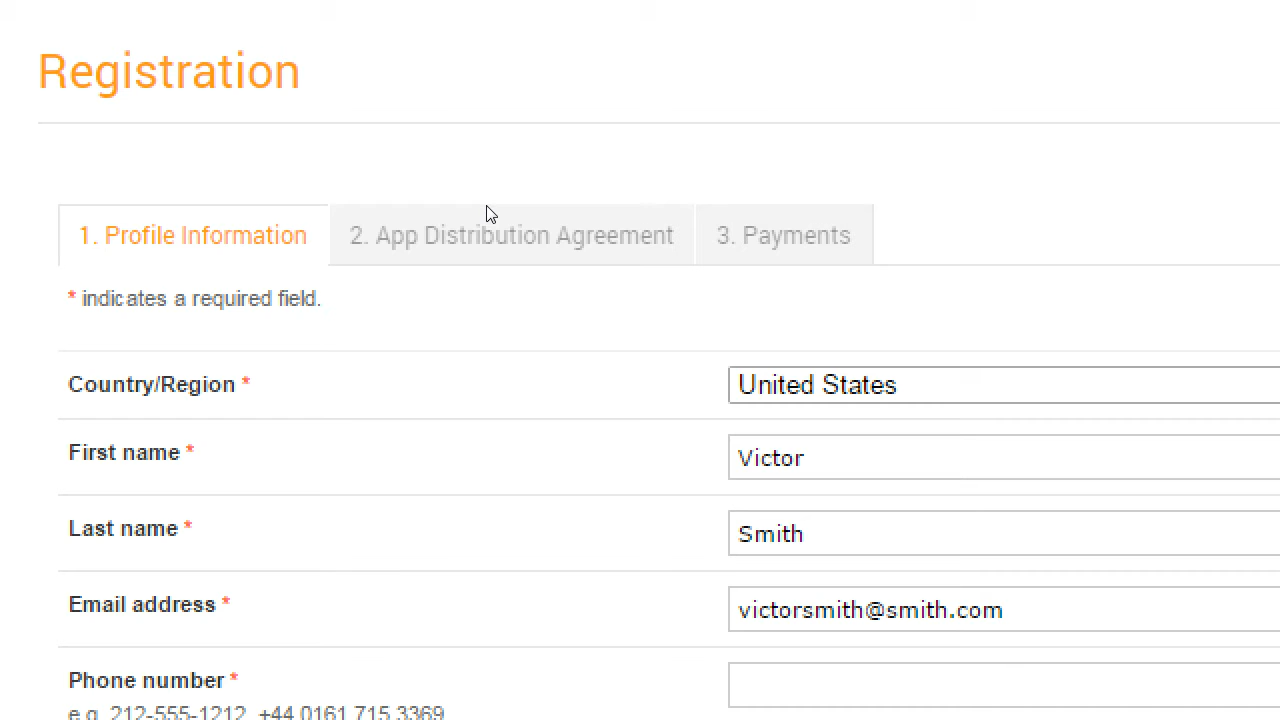 Registration
1. Profile Information 2. App Distribution Agreement 3. Payments
* indicates a required field.
Country/Region * United States
First name * Victor
Last name * Smith
Email address * victorsmith@smith.com
Phone number *
e.g. 212-555-1212, +44 0161 715 3369